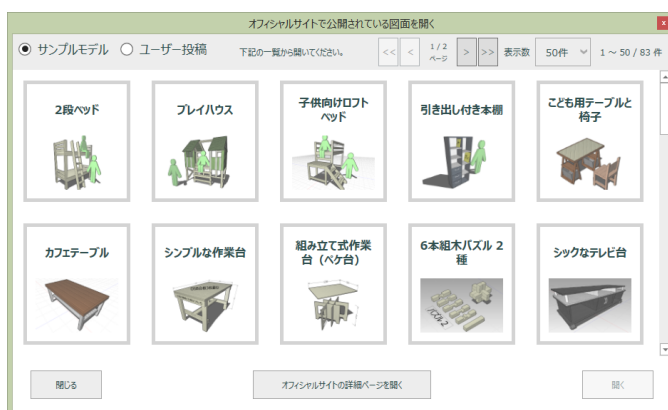 オフィシャルサイトで公開されている図面を開く
x
サンプルモデル
ユーザー投稿
下記の一覧から開いてください。
<<
<
1 / 2
ページ
>
>>
表示数
50件
1 ～ 50 / 83 件
2段ベッド
プレイハウス
子供向けロフト
ベッド
引き出し付き本棚
こども用テーブルと
椅子
カフェテーブル
シンプルな作業台
組み立て式作業
台（ペケ台）
6本組木パズル 2
種
パズル2
シックなテレビ台
閉じる
オフィシャルサイトの詳細ページを開く
開く